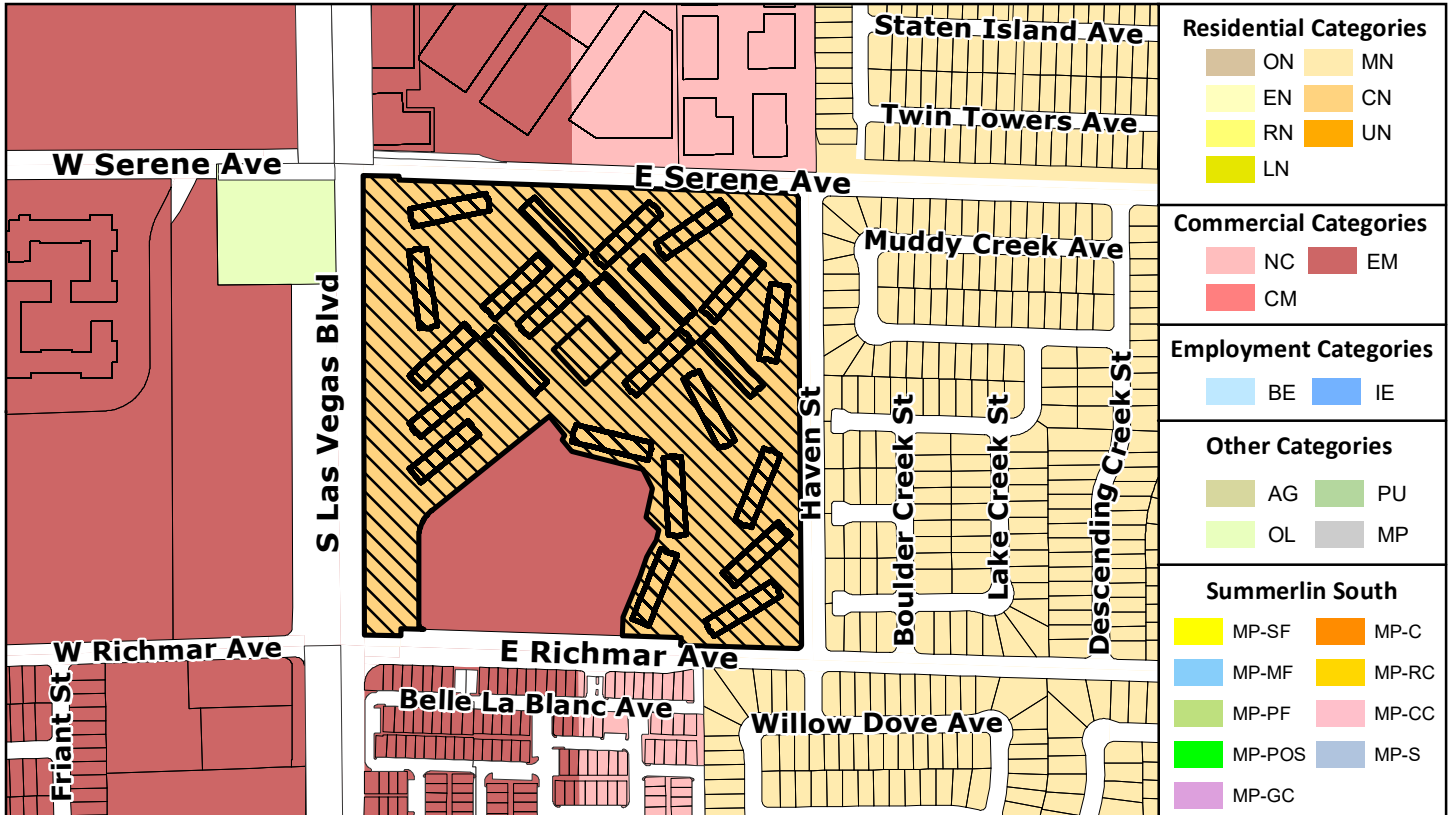 Staten Island Ave
Twin Towers Ave
W Serene Ave
E Serene Ave
Muddy Creek Ave
S Las Vegas Blvd
Haven St
Boulder Creek St
Lake Creek St
Descending Creek St
W Richmar Ave
E Richmar Ave
Friant St
Belle La Blanc Ave
Willow Dove Ave
Residential Categories
ON MN
EN CN
RN UN
LN
Commercial Categories
NC EM
CM
Employment Categories
BE IE
Other Categories
AG PU
OL MP
Summerlin South
MP-SF MP-C
MP-MF MP-RC
MP-PF MP-CC
MP-POS MP-S
MP-GC